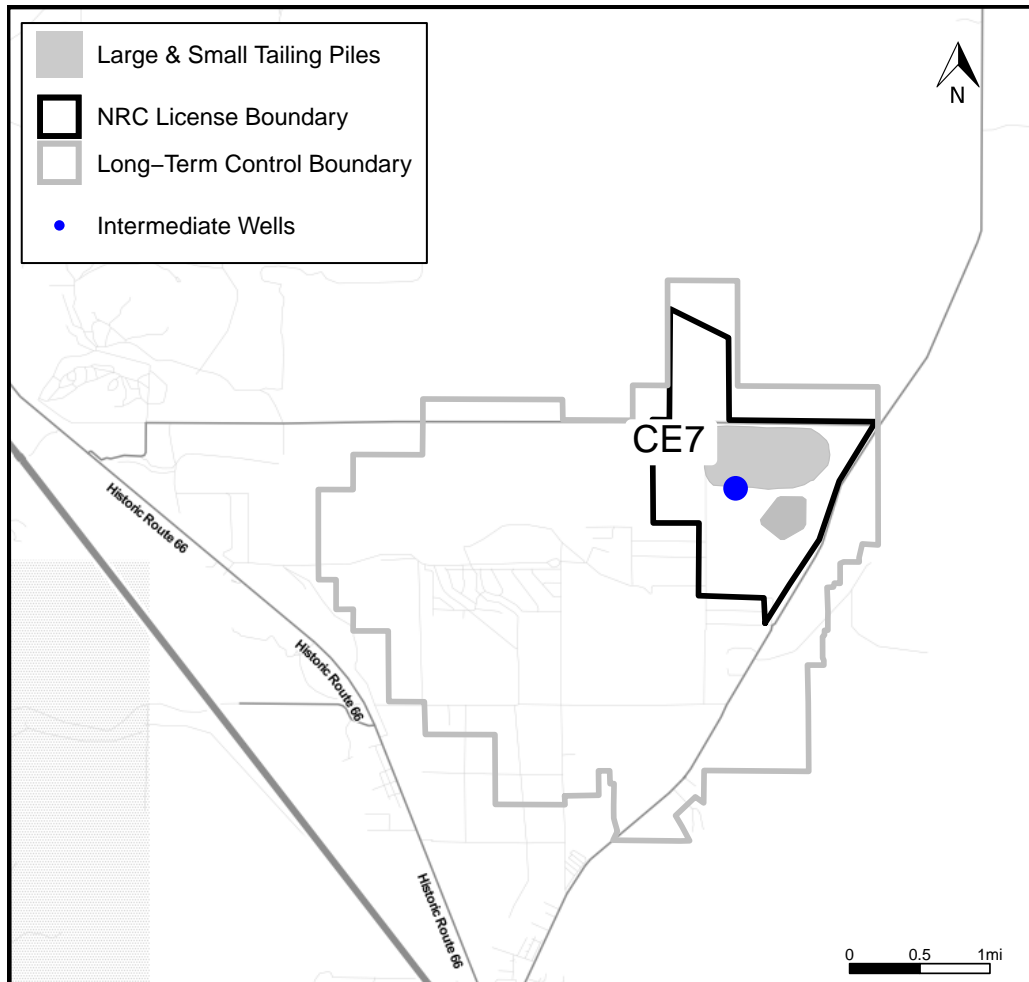 Large & Small Tailing Piles
NRC License Boundary
Long−Term Control Boundary
Intermediate Wells
N
CE7
Historic Route 66
Historic Route 66
Historic Route 66
0 0.5 1mi